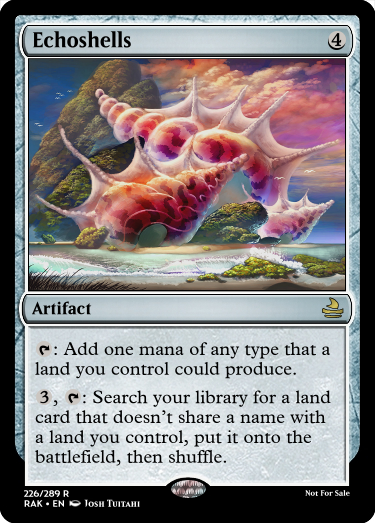 Echoshells 4
Artifact
T: Add one mana of any type that a
land you control could produce.
3, T: Search your library for a land
card that doesn't share a name with
a land you control, put it onto the
battlefield, then shuffle.
226/289 R Not For Sale
RAK • EN Josh Tuitahi